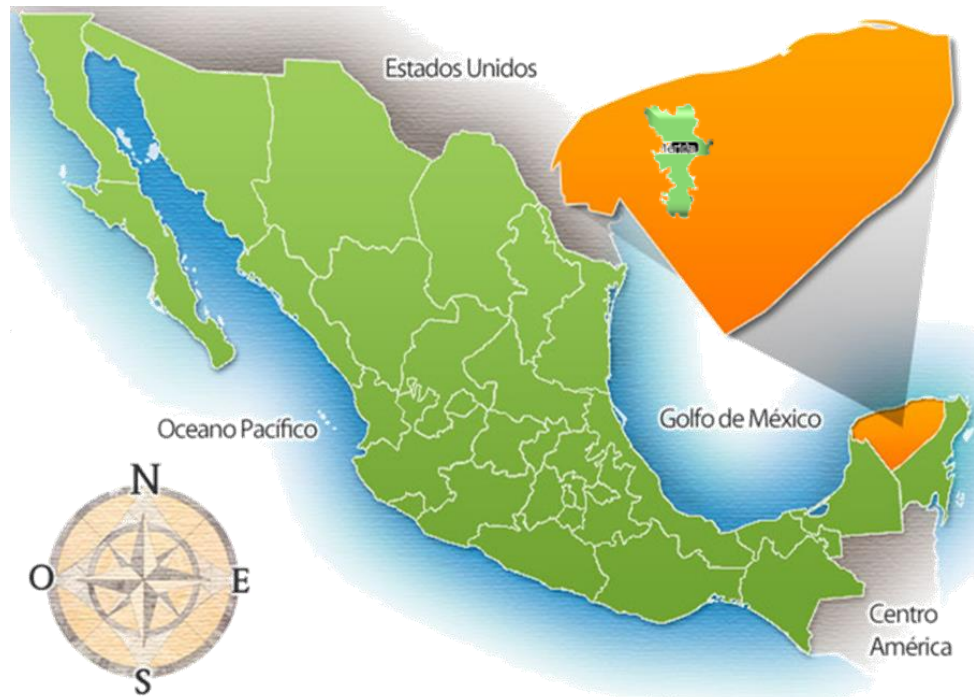 Estados Unidos
Golfo de México
Oceano Pacífico
N
O
E
S
Centro
América